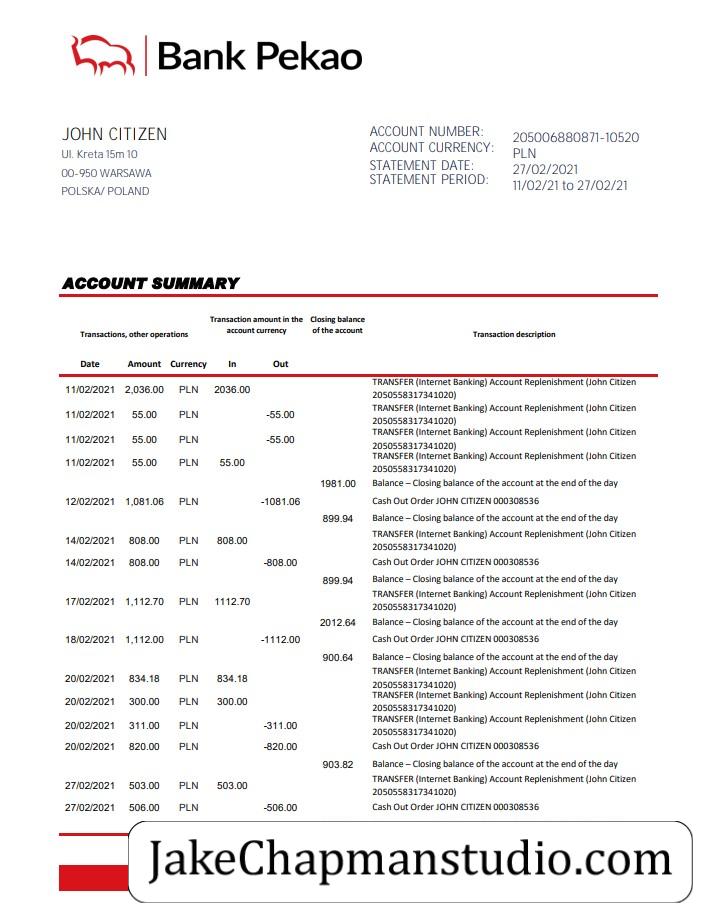 Bank Pekao
JOHN CITIZEN
Ul. Kreta 15m 10
00-950 WARSAWA
POLSKA/ POLAND
ACCOUNT NUMBER: 205006880871-10520
ACCOUNT CURRENCY: PLN
STATEMENT DATE: 27/02/2021
STATEMENT PERIOD: 11/02/21 to 27/02/21
ACCOUNT SUMMARY
Transactions, other operations
Transaction amount in the
account currency
Closing balance
of the account
Transaction description
Date Amount Currency In Out
11/02/2021 2,036.00 PLN 2036.00 TRANSFER (Internet Banking) Account Replenishment (John Citizen
2050558317341020)
11/02/2021 55.00 PLN -55.00 TRANSFER (Internet Banking) Account Replenishment (John Citizen
2050558317341020)
11/02/2021 55.00 PLN -55.00 TRANSFER (Internet Banking) Account Replenishment (John Citizen
2050558317341020)
11/02/2021 55.00 PLN 55.00 TRANSFER (Internet Banking) Account Replenishment (John Citizen
2050558317341020)
1981.00 Balance – Closing balance of the account at the end of the day
12/02/2021 1,081.06 PLN -1081.06 Cash Out Order JOHN CITIZEN 000308536
899.94 Balance – Closing balance of the account at the end of the day
14/02/2021 808.00 PLN 808.00 TRANSFER (Internet Banking) Account Replenishment (John Citizen
2050558317341020)
14/02/2021 808.00 PLN -808.00 Cash Out Order JOHN CITIZEN 000308536
899.94 Balance – Closing balance of the account at the end of the day
17/02/2021 1,112.70 PLN 1112.70 TRANSFER (Internet Banking) Account Replenishment (John Citizen
2050558317341020)
2012.64 Balance – Closing balance of the account at the end of the day
18/02/2021 1,112.00 PLN -1112.00 Cash Out Order JOHN CITIZEN 000308536
900.64 Balance – Closing balance of the account at the end of the day
20/02/2021 834.18 PLN 834.18 TRANSFER (Internet Banking) Account Replenishment (John Citizen
2050558317341020)
20/02/2021 300.00 PLN 300.00 TRANSFER (Internet Banking) Account Replenishment (John Citizen
2050558317341020)
20/02/2021 311.00 PLN -311.00 TRANSFER (Internet Banking) Account Replenishment (John Citizen
2050558317341020)
20/02/2021 820.00 PLN -820.00 Cash Out Order JOHN CITIZEN 000308536
903.82 Balance – Closing balance of the account at the end of the day
27/02/2021 503.00 PLN 503.00 TRANSFER (Internet Banking) Account Replenishment (John Citizen
2050558317341020)
27/02/2021 506.00 PLN -506.00 Cash Out Order JOHN CITIZEN 000308536
JakeChapmanstudio.com